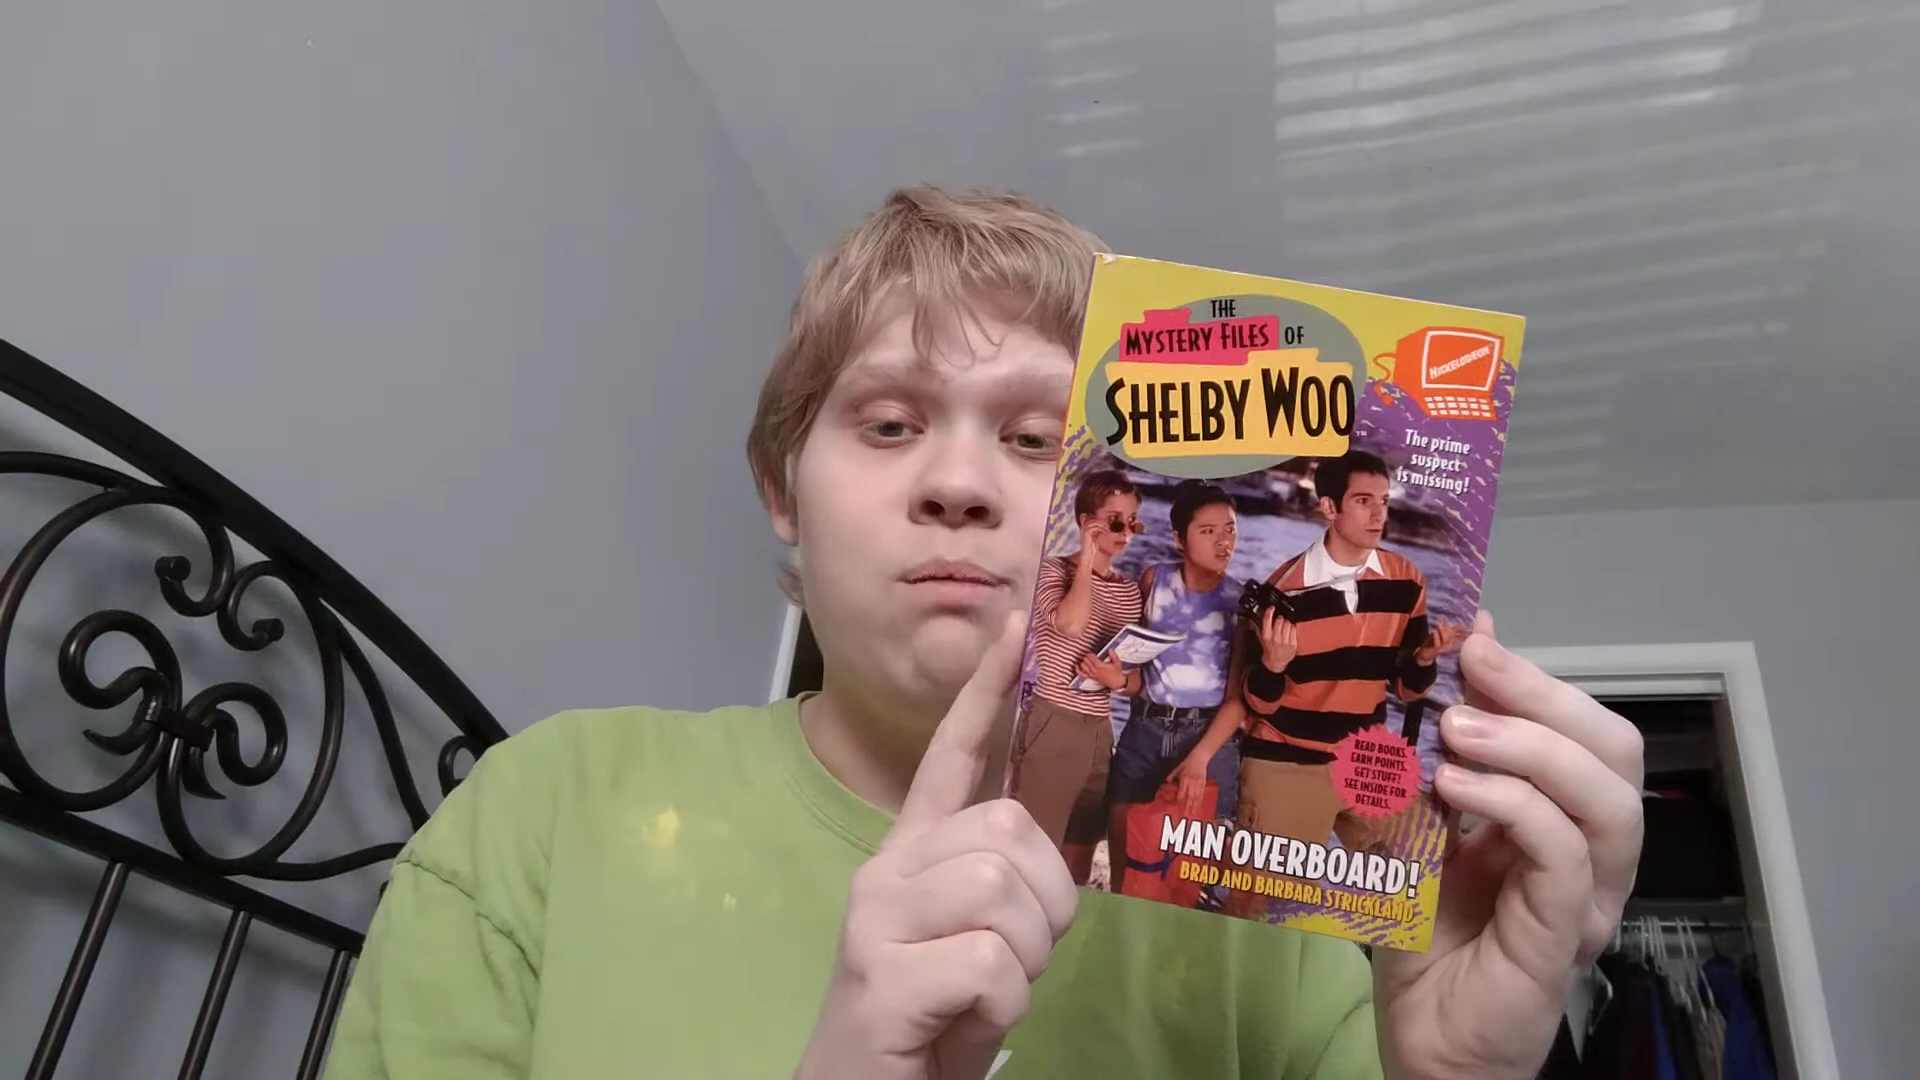 THE
MYSTERY FILES OF
SHELBY WOO™
NICKELODEON
The prime
suspect
is missing!
READ BOOKS.
EARN POINTS.
GET STUFF!
SEE INSIDE FOR
DETAILS.
MAN OVERBOARD!
BRAD AND BARBARA STRICKLAND